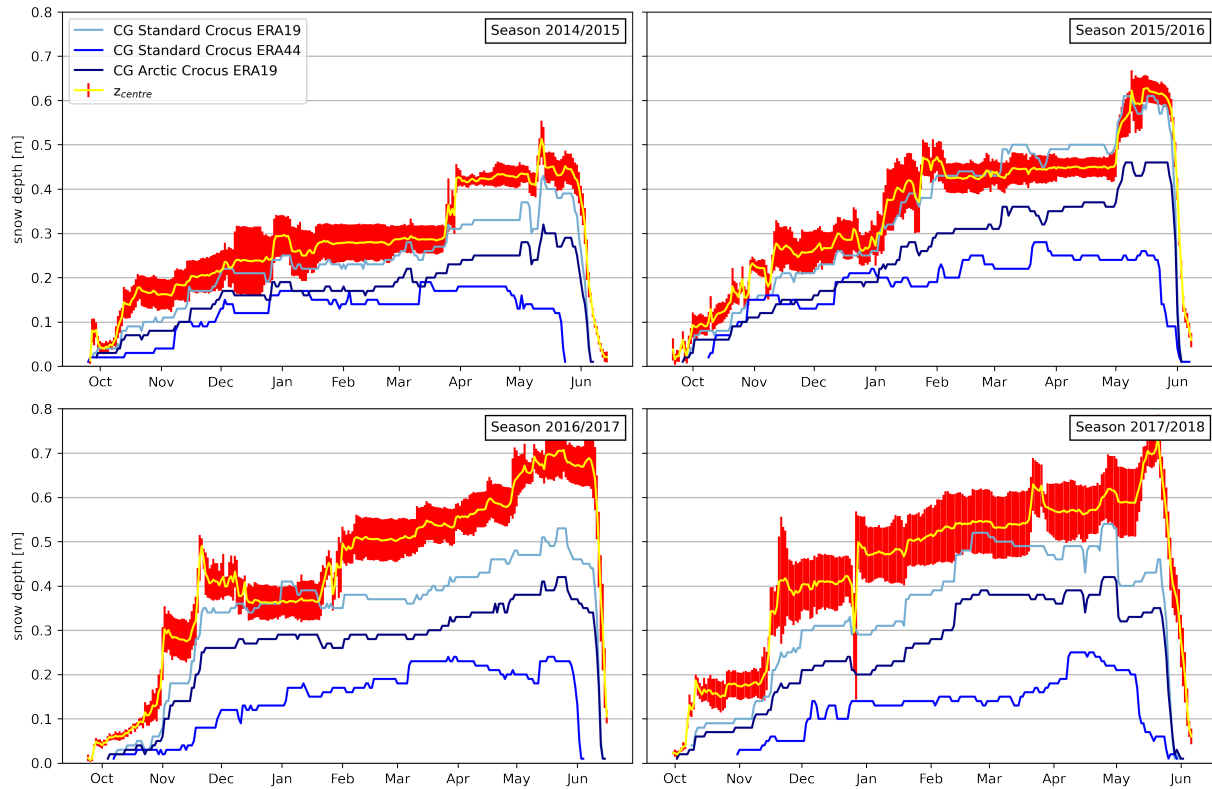 0.8
0.7
0.6
0.5
0.4
0.3
0.2
0.1
0.0
snow depth [m]
CG Standard Crocus ERA19
CG Standard Crocus ERA44
CG Arctic Crocus ERA19
z_centre
Season 2014/2015
Oct Nov Dec Jan Feb Mar Apr May Jun
Season 2015/2016
Oct Nov Dec Jan Feb Mar Apr May Jun
0.8
0.7
0.6
0.5
0.4
0.3
0.2
0.1
0.0
snow depth [m]
Season 2016/2017
Oct Nov Dec Jan Feb Mar Apr May Jun
Season 2017/2018
Oct Nov Dec Jan Feb Mar Apr May Jun